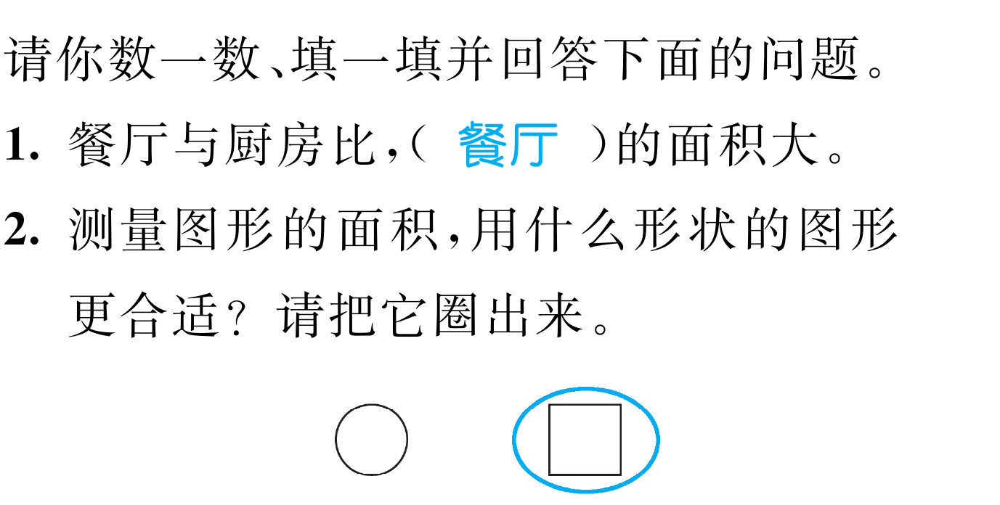 请你数一数、填一填并回答下面的问题。
1. 餐厅与厨房比,( 餐厅 )的面积大。
2. 测量图形的面积,用什么形状的图形
更合适? 请把它圈出来。